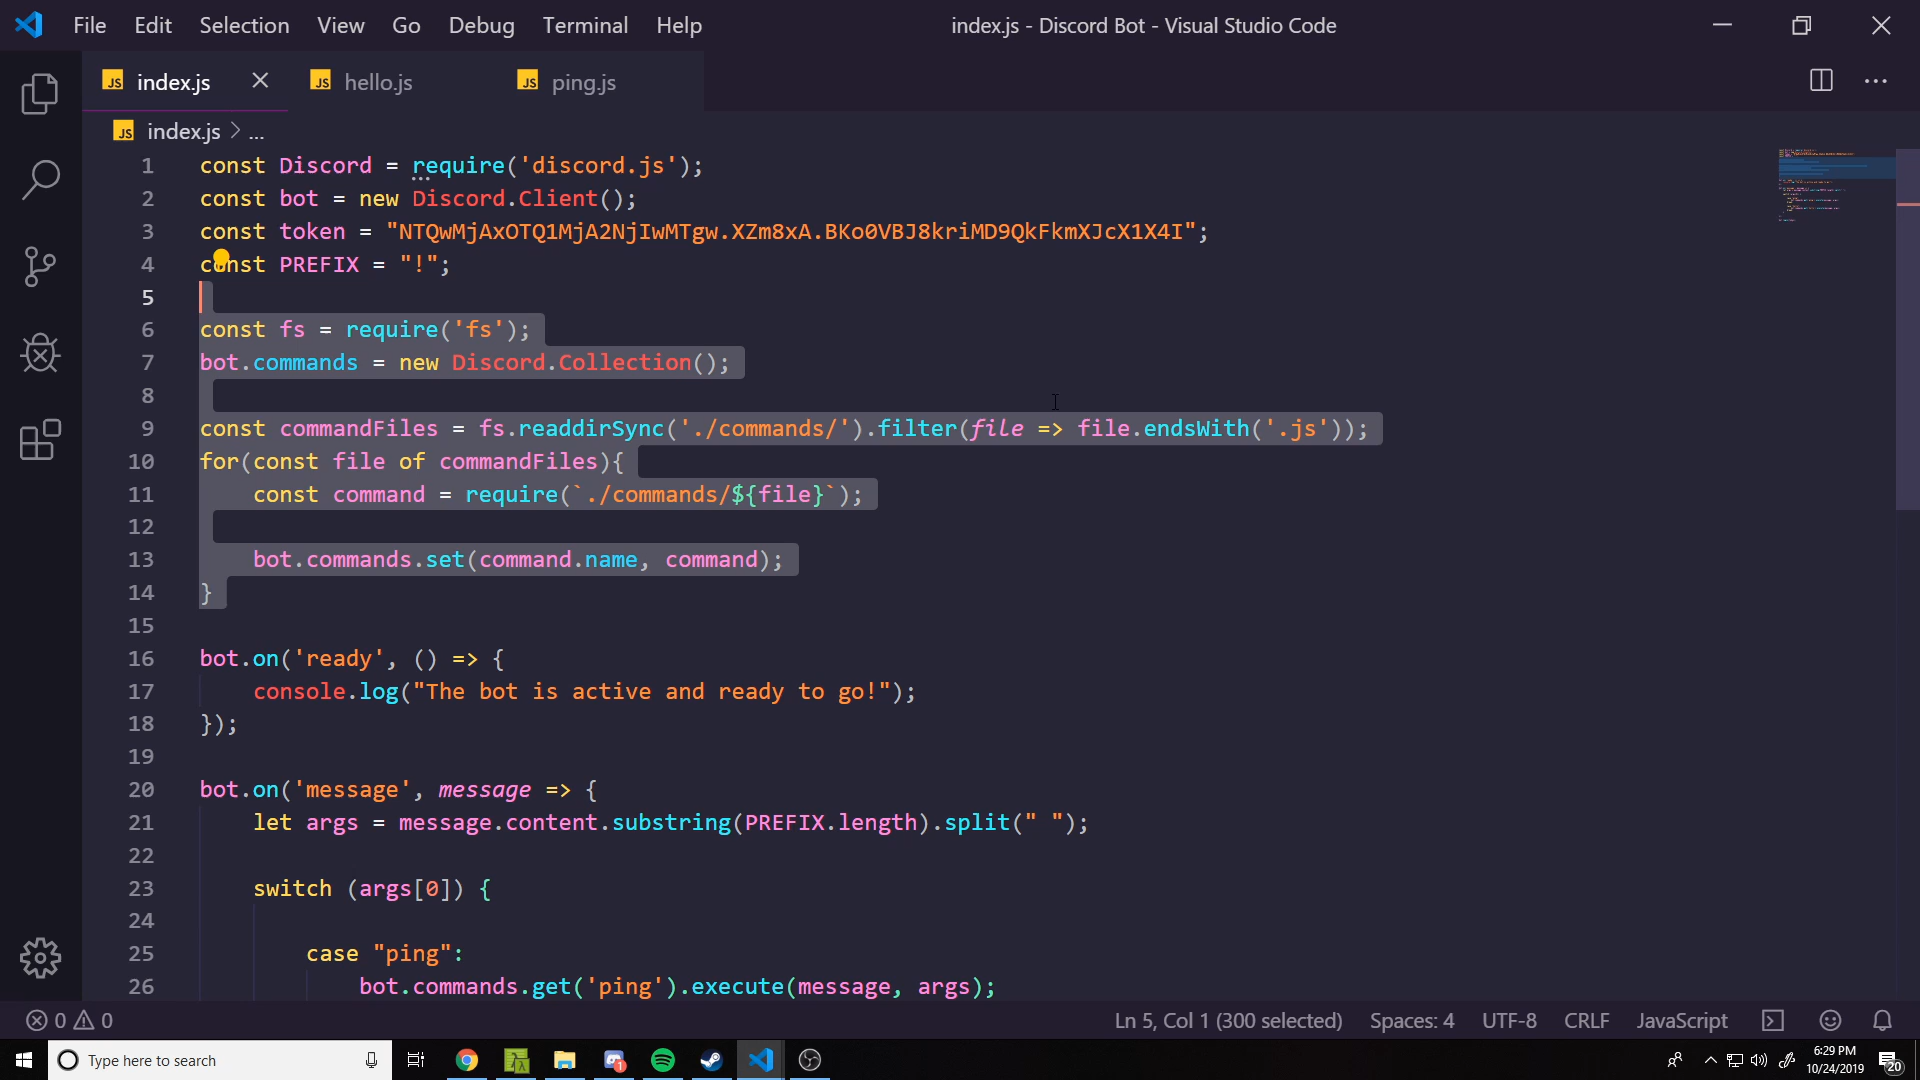 File Edit Selection View Go Debug Terminal Help
index.js - Discord Bot - Visual Studio Code
JS index.js
JS hello.js
JS ping.js
JS index.js > ...
1 const Discord = require('discord.js');
2 const bot = new Discord.Client();
3 const token = "NTQwMjAxOTQ1MjA2NjIwMTgw.XZm8xA.BKo0VBJ8kriMD9QkFkmXJcX1X4I";
4 const PREFIX = "!";
5
6 const fs = require('fs');
7 bot.commands = new Discord.Collection();
8
9 const commandFiles = fs.readdirSync('./commands/').filter(file => file.endsWith('.js'));
10 for(const file of commandFiles){
11     const command = require(`./commands/${file}`);
12
13     bot.commands.set(command.name, command);
14 }
15
16 bot.on('ready', () => {
17     console.log("The bot is active and ready to go!");
18 });
19
20 bot.on('message', message => {
21     let args = message.content.substring(PREFIX.length).split(" ");
22
23     switch (args[0]) {
24
25         case "ping":
26             bot.commands.get('ping').execute(message, args);
0 0
Ln 5, Col 1 (300 selected)
Spaces: 4
UTF-8
CRLF
JavaScript
Type here to search
1
6:29 PM
10/24/2019
20